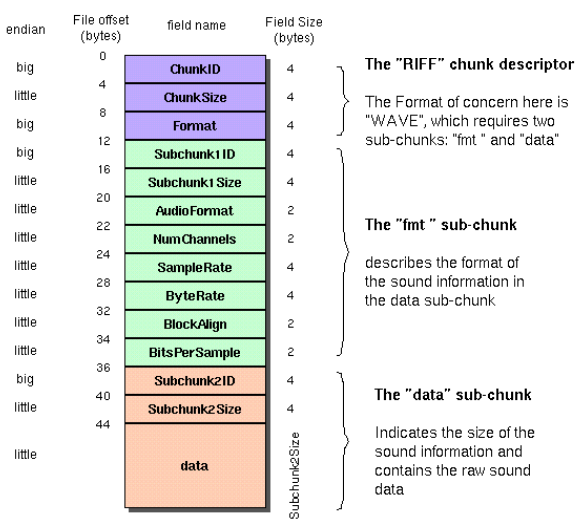 endian
File offset
(bytes)
field name
Field Size
(bytes)
0
big
ChunkID
4
4
little
ChunkSize
4
8
big
Format
4
12
The "RIFF" chunk descriptor
The Format of concern here is
"WAVE", which requires two
sub-chunks: "fmt " and "data"
big
Subchunk1ID
4
16
little
Subchunk1Size
4
20
little
AudioFormat
2
22
little
NumChannels
2
24
little
SampleRate
4
28
little
ByteRate
4
32
little
BlockAlign
2
34
little
BitsPerSample
2
36
The "fmt " sub-chunk
describes the format of
the sound information in
the data sub-chunk
big
Subchunk2ID
4
40
little
Subchunk2Size
4
44
little
data
Subchunk2Size
The "data" sub-chunk
Indicates the size of the
sound information and
contains the raw sound
data